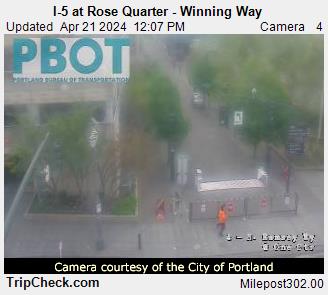 I-5 at Rose Quarter - Winning Way
Updated Apr 21 2024 12:07 PM Camera 4
PBOT
PORTLAND BUREAU OF TRANSPORTATION
Camera courtesy of the City of Portland
TripCheck.com Milepost302.00